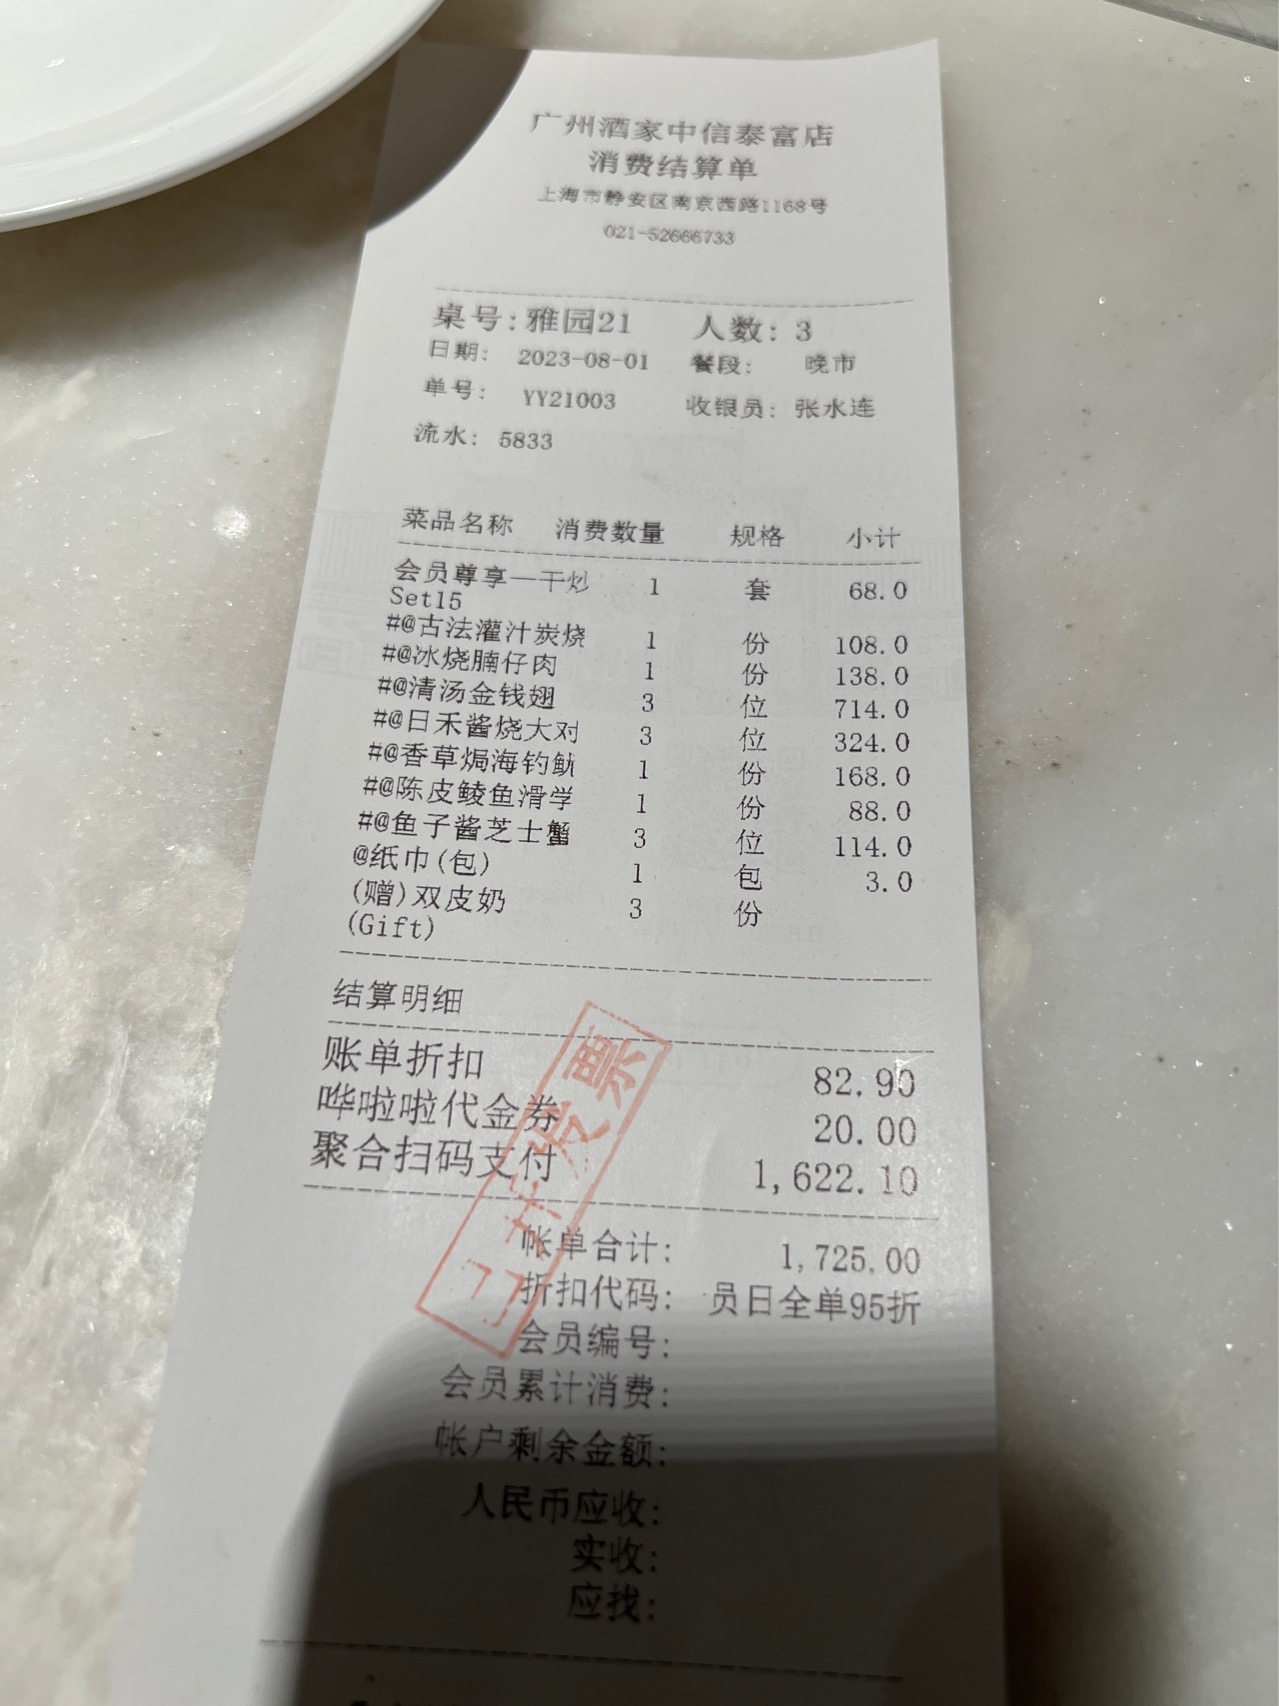 广州酒家中信泰富店
消费结算单
上海市静安区南京西路1168号
021-52666733
桌号:雅园21 人数: 3
日期: 2023-08-01 餐段: 晚市
单号: YY21003 收银员: 张水连
流水: 5833
菜品名称 消费数量 规格 小计
会员尊享—干炒 1 套 68.0
Set15
#@古法灌汁炭烧 1 份 108.0
#@冰烧腩仔肉 1 份 138.0
#@清汤金钱翅 3 位 714.0
#@日禾酱烧大对 3 位 324.0
#@香草焗海钓鱿 1 份 168.0
#@陈皮鲮鱼滑学 1 份 88.0
#@鱼子酱芝士蟹 3 位 114.0
@纸巾(包) 1 包 3.0
(赠)双皮奶 3 份
(Gift)
结算明细
账单折扣 82.90
哗啦啦代金券 20.00
聚合扫码支付 1,622.10
已开发票
帐单合计: 1,725.00
折扣代码: 员日全单95折
会员编号:
会员累计消费:
帐户剩余金额:
人民币应收:
实收:
应找: